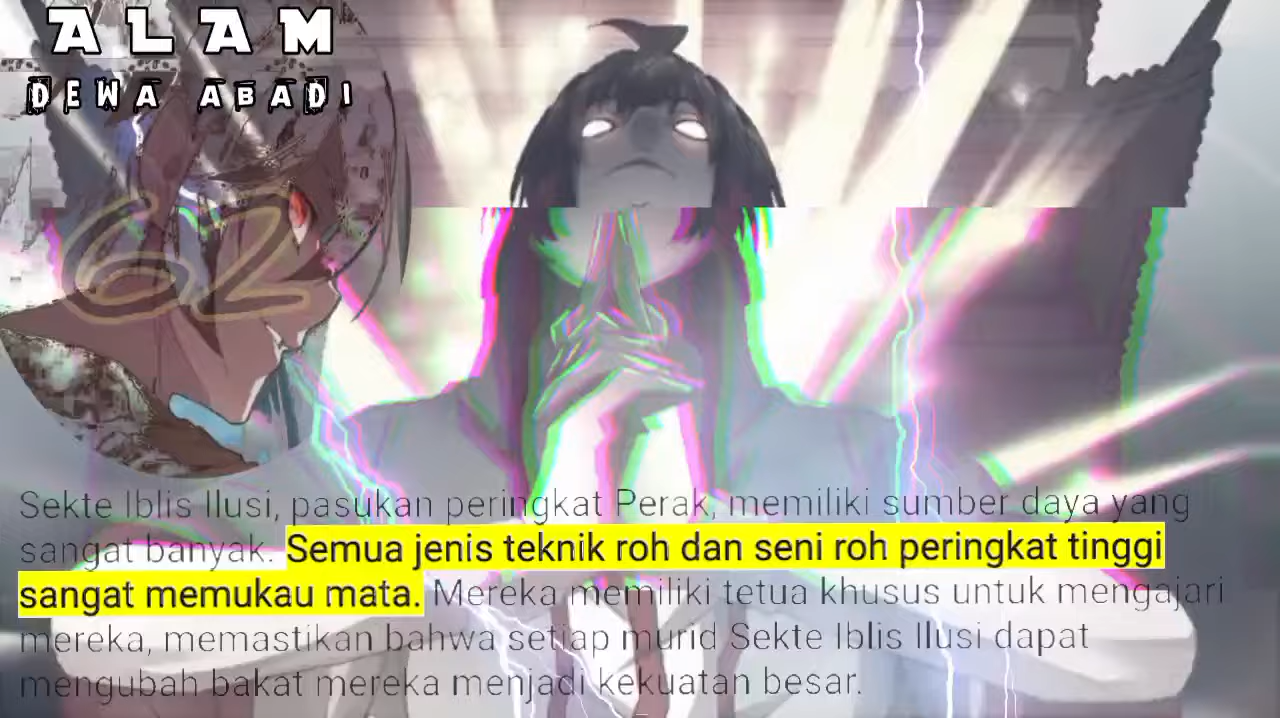 ALAM
DEWA ABADI
62
Sekte Iblis Ilusi, pasukan peringkat Perak, memiliki sumber daya yang
sangat banyak. Semua jenis teknik roh dan seni roh peringkat tinggi
sangat memukau mata. Mereka memiliki tetua khusus untuk mengajari
mereka, memastikan bahwa setiap murid Sekte Iblis Ilusi dapat
mengubah bakat mereka menjadi kekuatan besar.